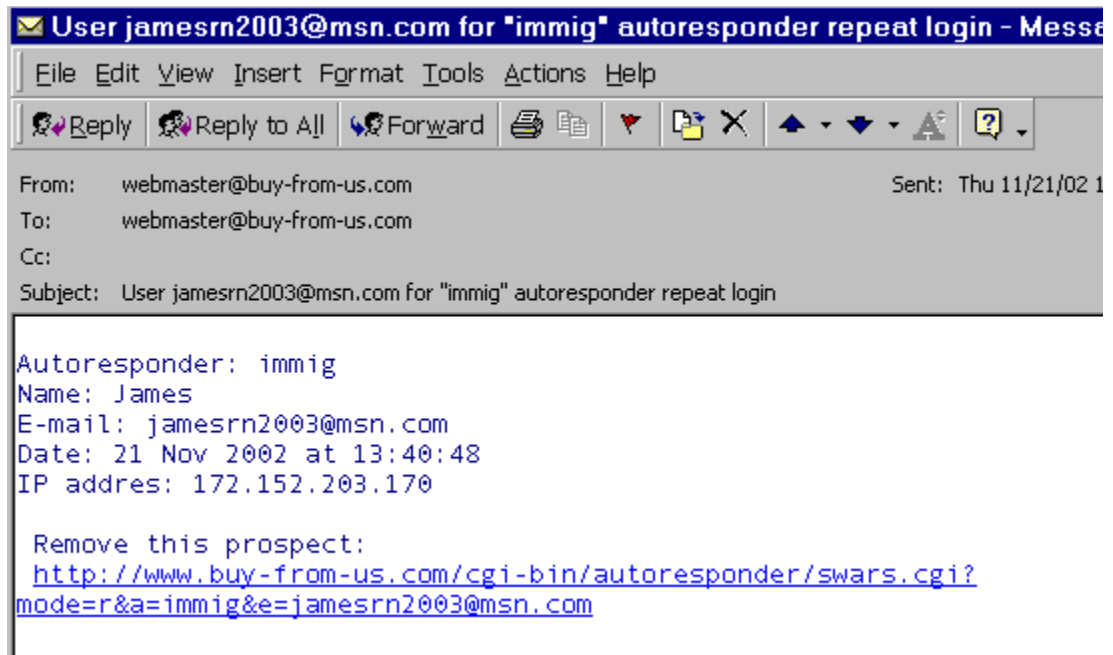 User jamesrn2003@msn.com for "immig" autoresponder repeat login - Messa
File Edit View Insert Format Tools Actions Help
Reply Reply to All Forward
From: webmaster@buy-from-us.com Sent: Thu 11/21/02 1
To: webmaster@buy-from-us.com
Cc:
Subject: User jamesrn2003@msn.com for "immig" autoresponder repeat login
Autoresponder: immig
Name: James
E-mail: jamesrn2003@msn.com
Date: 21 Nov 2002 at 13:40:48
IP addres: 172.152.203.170
Remove this prospect:
http://www.buy-from-us.com/cgi-bin/autoresponder/swars.cgi?
mode=r&a=immig&e=jamesrn2003@msn.com